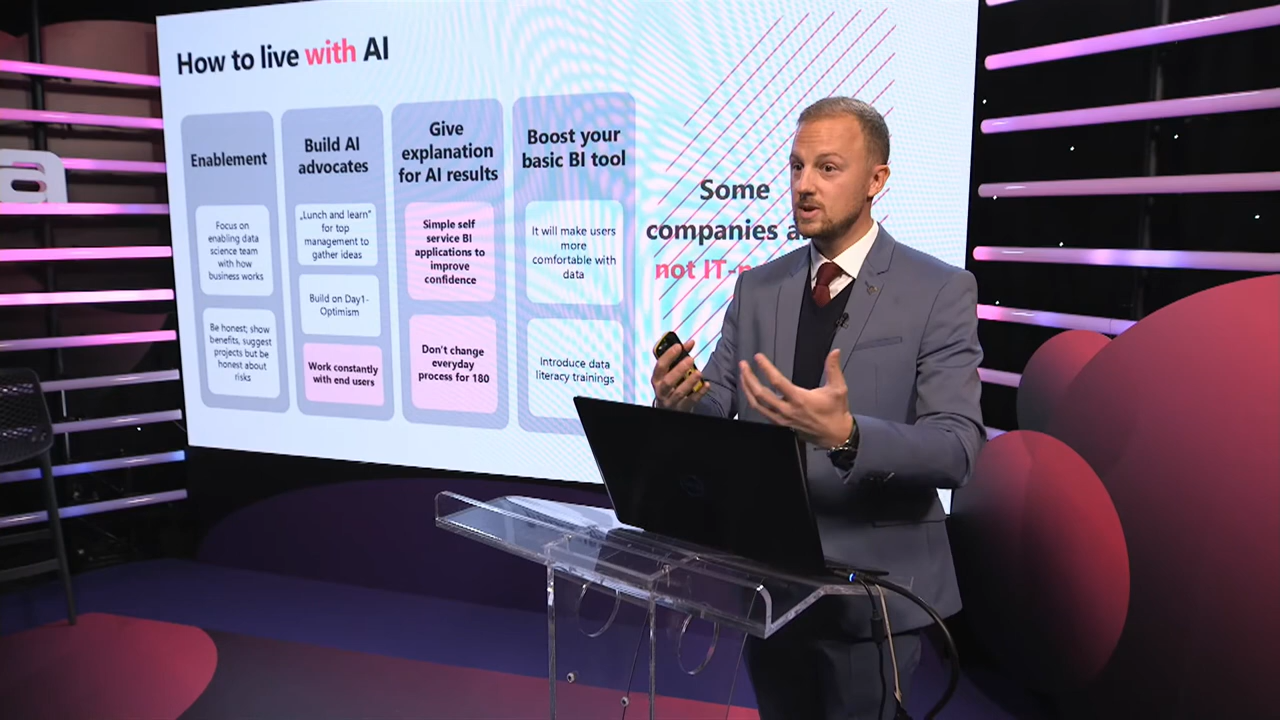 How to live with AI
Enablement
Focus on
enabling data
science team
with how
business works
Be honest; show
benefits, suggest
projects but be
honest about
risks
Build AI
advocates
„Lunch and learn"
for top
management to
gather ideas
Build on Day1-
Optimism
Work constantly
with end users
Give
explanation
for AI results
Simple self
service BI
applications to
improve
confidence
Don't change
everyday
process for 180
Boost your
basic BI tool
It will make users
more
comfortable with
data
Introduce data
literacy trainings
Some
companies
not IT-
a